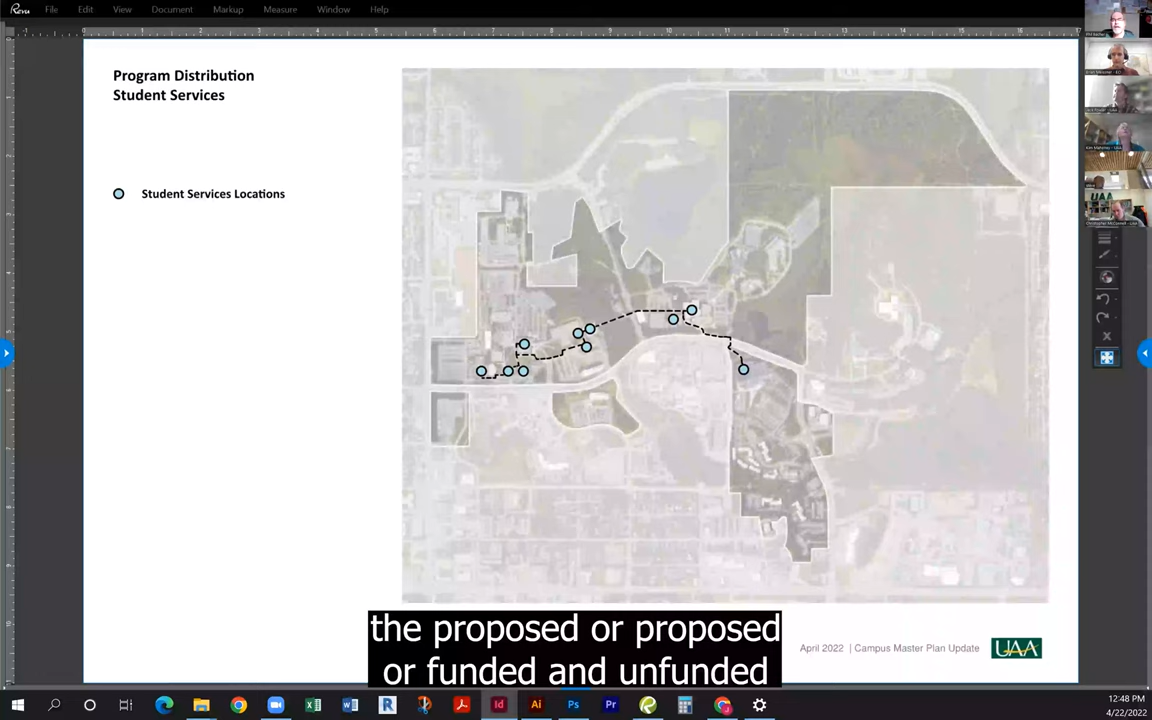 Revu File Edit View Document Markup Measure Window Help
Program Distribution
Student Services
Student Services Locations
the proposed or proposed
or funded and unfunded
April 2022 | Campus Master Plan Update UAA
12:48 PM
4/22/2022